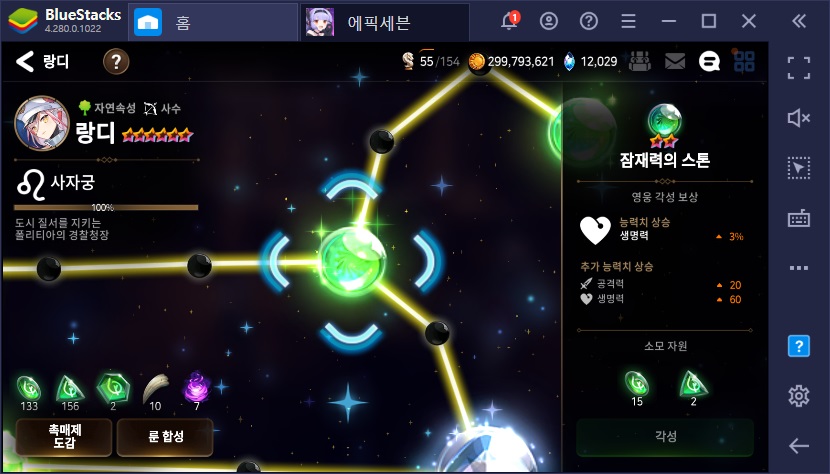 BlueStacks
4.280.0.1022
홈
에픽세븐
1
랑디
?
55/154
299,793,621
12,029
자연속성 사수
랑디
사자궁
100%
도시 질서를 지키는
폴리티아의 경찰청장
133
156
2
10
7
촉매제
도감
룬 합성
잠재력의 스톤
영웅 각성 보상
능력치 상승
생명력 3%
추가 능력치 상승
공격력 20
생명력 60
소모 자원
15
2
각성